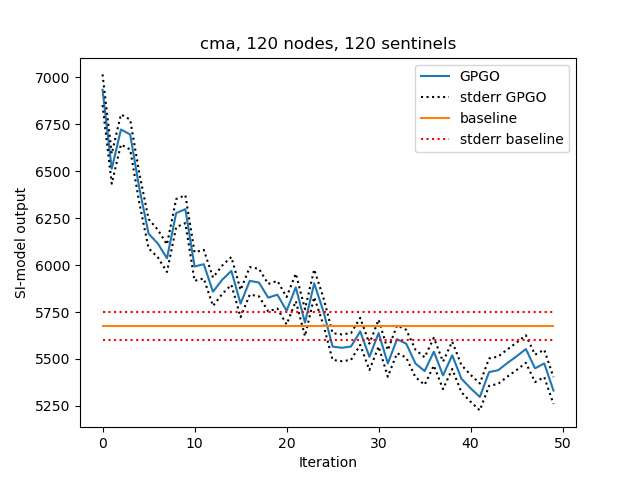 cma, 120 nodes, 120 sentinels
GPGO
stderr GPGO
baseline
stderr baseline
SI-model output
7000
6750
6500
6250
6000
5750
5500
5250
0 10 20 30 40 50
Iteration